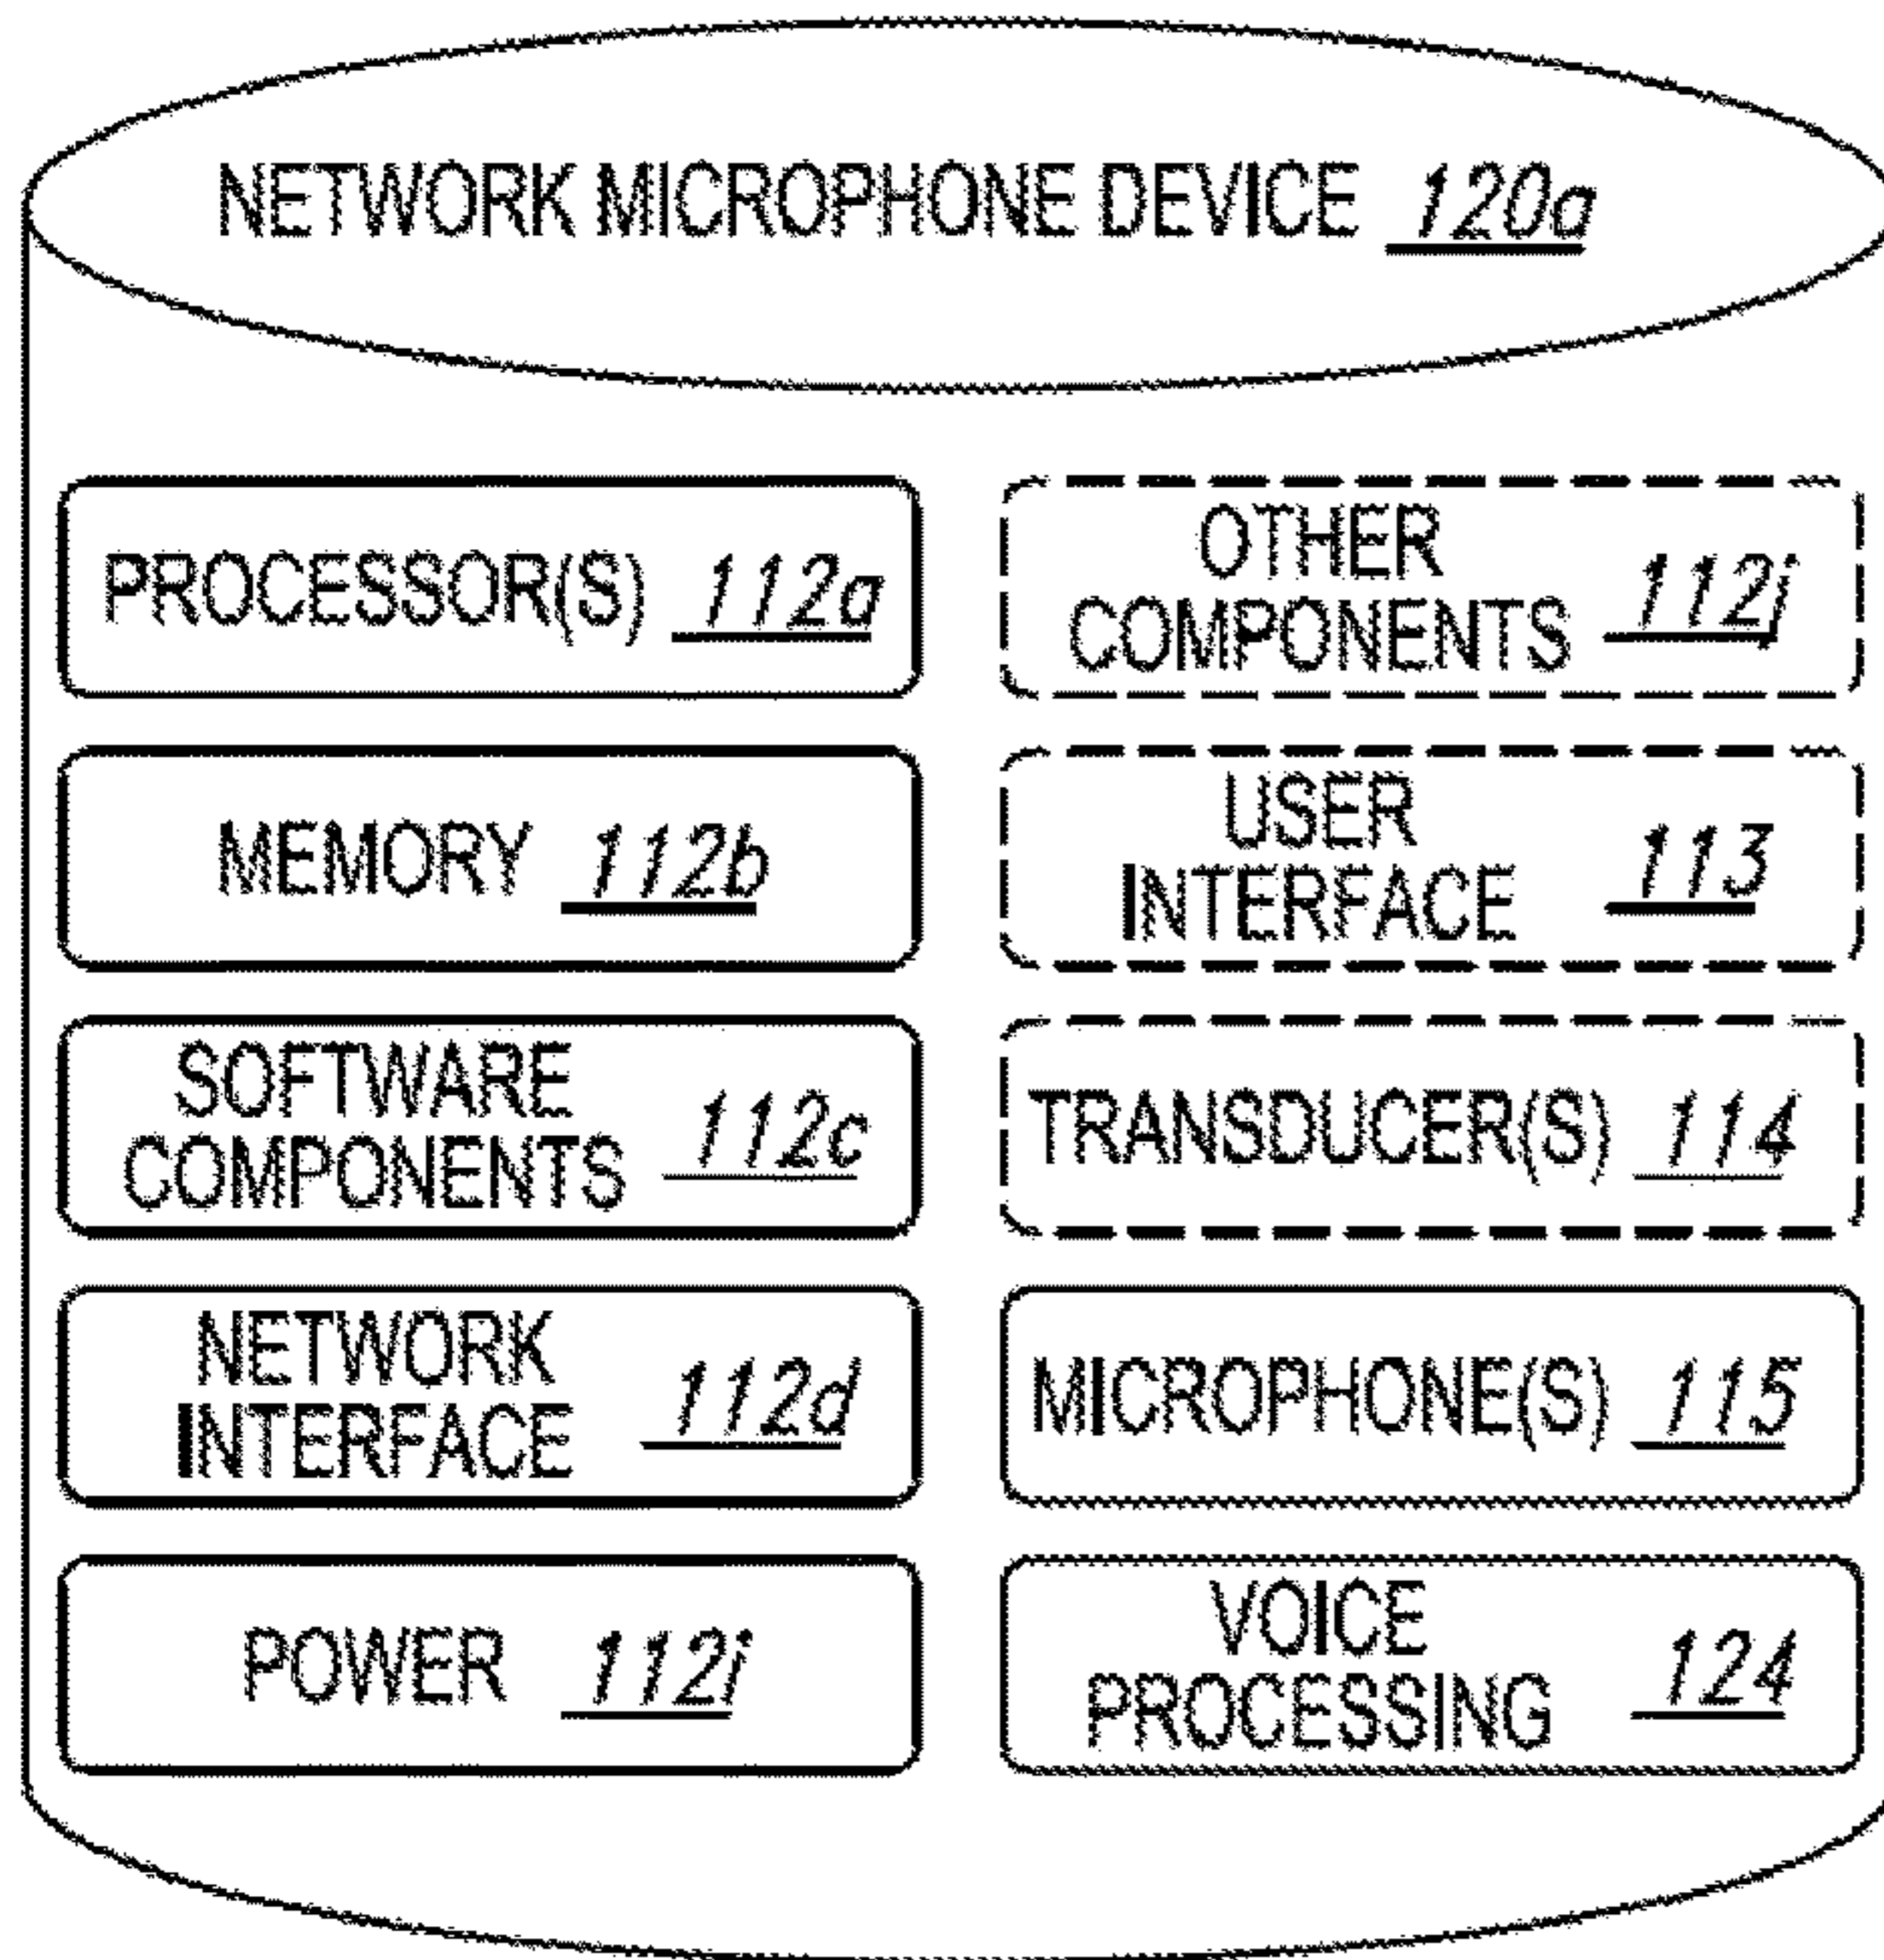 NETWORK MICROPHONE DEVICE 120a
PROCESSOR(S) 112a
MEMORY 112b
SOFTWARE
COMPONENTS 112c
NETWORK
INTERFACE 112d
POWER 112i
OTHER
COMPONENTS 112j
USER
INTERFACE 113
TRANSDUCER(S) 114
MICROPHONE(S) 115
VOICE
PROCESSING 124